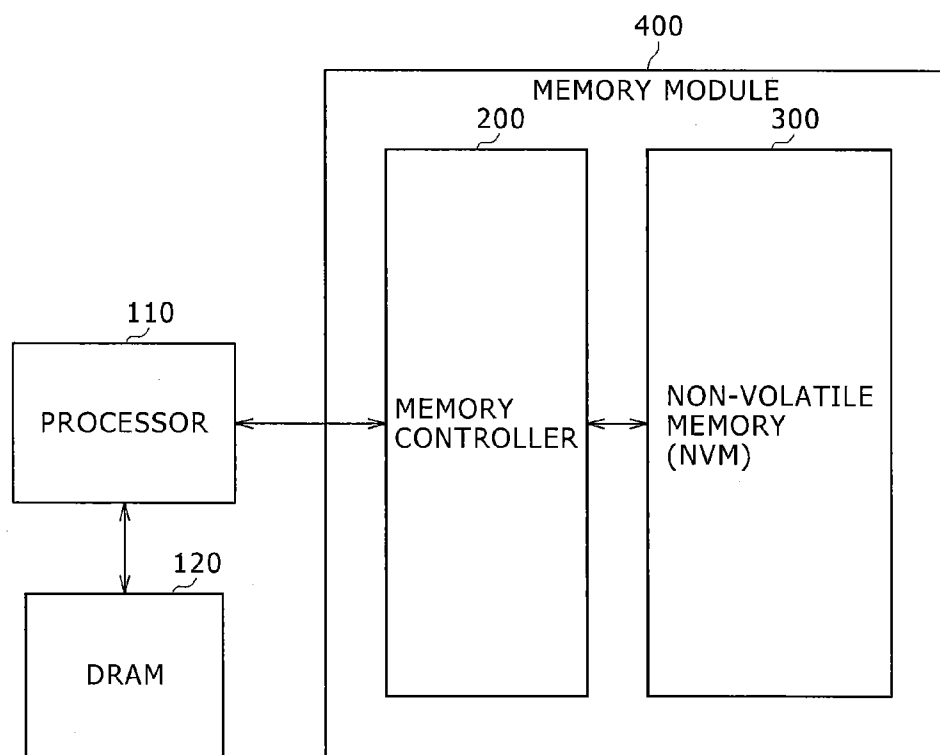 400
MEMORY MODULE
200
300
110
PROCESSOR
MEMORY
CONTROLLER
NON-VOLATILE
MEMORY
(NVM)
120
DRAM